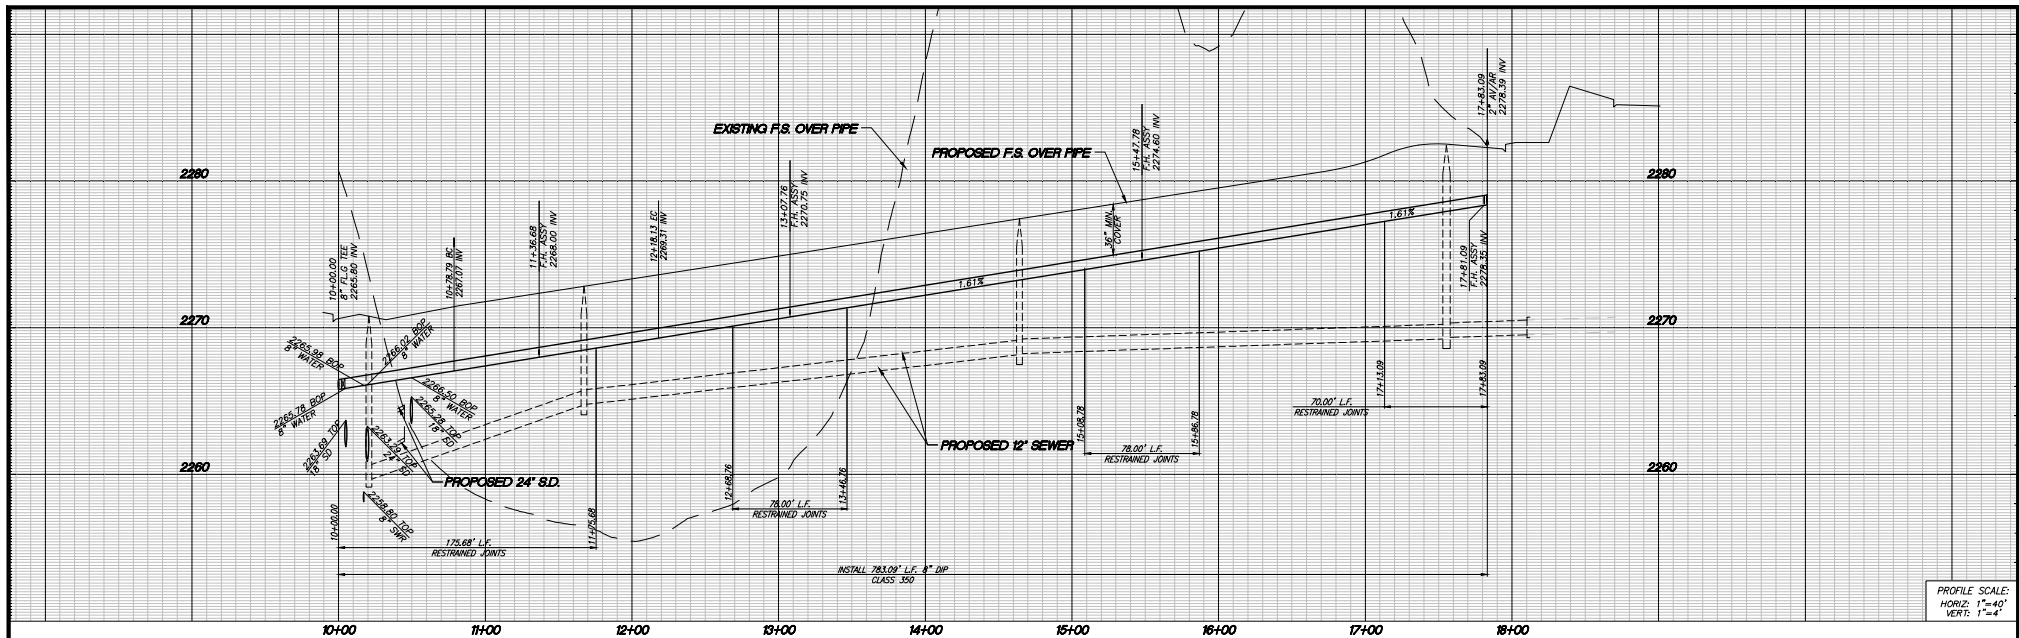 EXISTING F.S. OVER PIPE
PROPOSED F.S. OVER PIPE
17+83.09
2" AV/AR
2278.39 INV
15+47.78
F.H. ASSY
2274.60 INV
2280
2280
13+07.76
F.H. ASSY
2270.75 INV
36" MIN.
COVER
1.61%
12+18.13 EC
2269.31 INV
11+36.68
F.H. ASSY
2268.00 INV
10+78.79 BC
2267.07 INV
10+00.00
8" FLG TEE
2265.80 INV
17+81.09
F.H. ASSY
2278.35 INV
1.61%
2270
2270
2265.98 BOP
8" WATER
2266.02 BOP
8" WATER
2265.78 BOP
8" WATER
2266.50 BOP
8" WATER
2265.28 TOP
18" SD
2263.69 TOP
18" SD
2263.29 TOP
24" SD
2258.80 TOP
8" SWR
PROPOSED 12" SEWER
PROPOSED 24" S.D.
2260
2260
17+13.09
17+83.09
70.00' L.F.
RESTRAINED JOINTS
15+08.78
15+86.78
78.00' L.F.
RESTRAINED JOINTS
12+68.76
13+46.76
78.00' L.F.
RESTRAINED JOINTS
10+00.00
11+75.68
175.68' L.F.
RESTRAINED JOINTS
INSTALL 783.09' L.F. 8" DIP
CLASS 350
PROFILE SCALE:
HORIZ: 1"=40'
VERT: 1"=4'
10+00
11+00
12+00
13+00
14+00
15+00
16+00
17+00
18+00